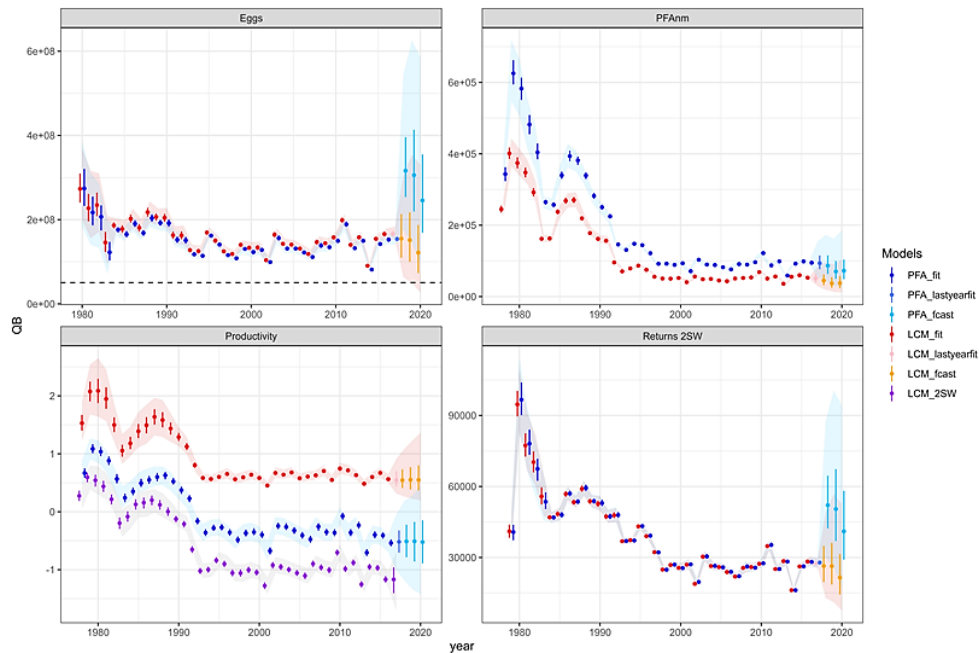 Eggs
PFAnm
6e+08
4e+08
2e+08
0e+00
6e+05
4e+05
2e+05
0e+00
1980 1990 2000 2010 2020
1980 1990 2000 2010 2020
QB
Productivity
Returns 2SW
2
1
0
-1
90000
60000
30000
1980 1990 2000 2010 2020
1980 1990 2000 2010 2020
year
Models
PFA_fit
PFA_lastyearfit
PFA_fcast
LCM_fit
LCM_lastyearfit
LCM_fcast
LCM_2SW